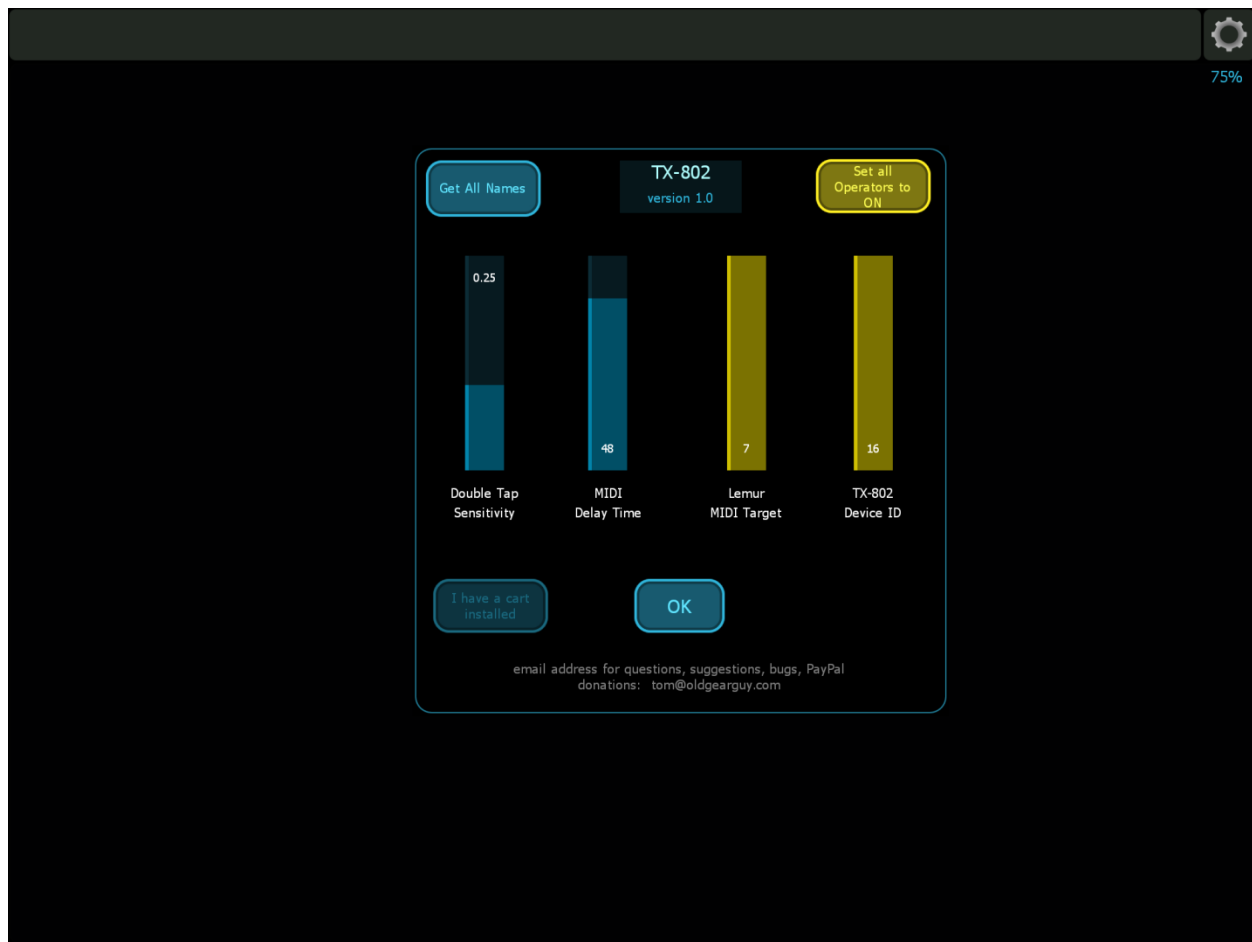 75%
Get All Names
TX-802
version 1.0
Set all
Operators to
ON
0.25
48
7
16
Double Tap
Sensitivity
MIDI
Delay Time
Lemur
MIDI Target
TX-802
Device ID
I have a cart
installed
OK
email address for questions, suggestions, bugs, PayPal
donations: tom@oldgearguy.com